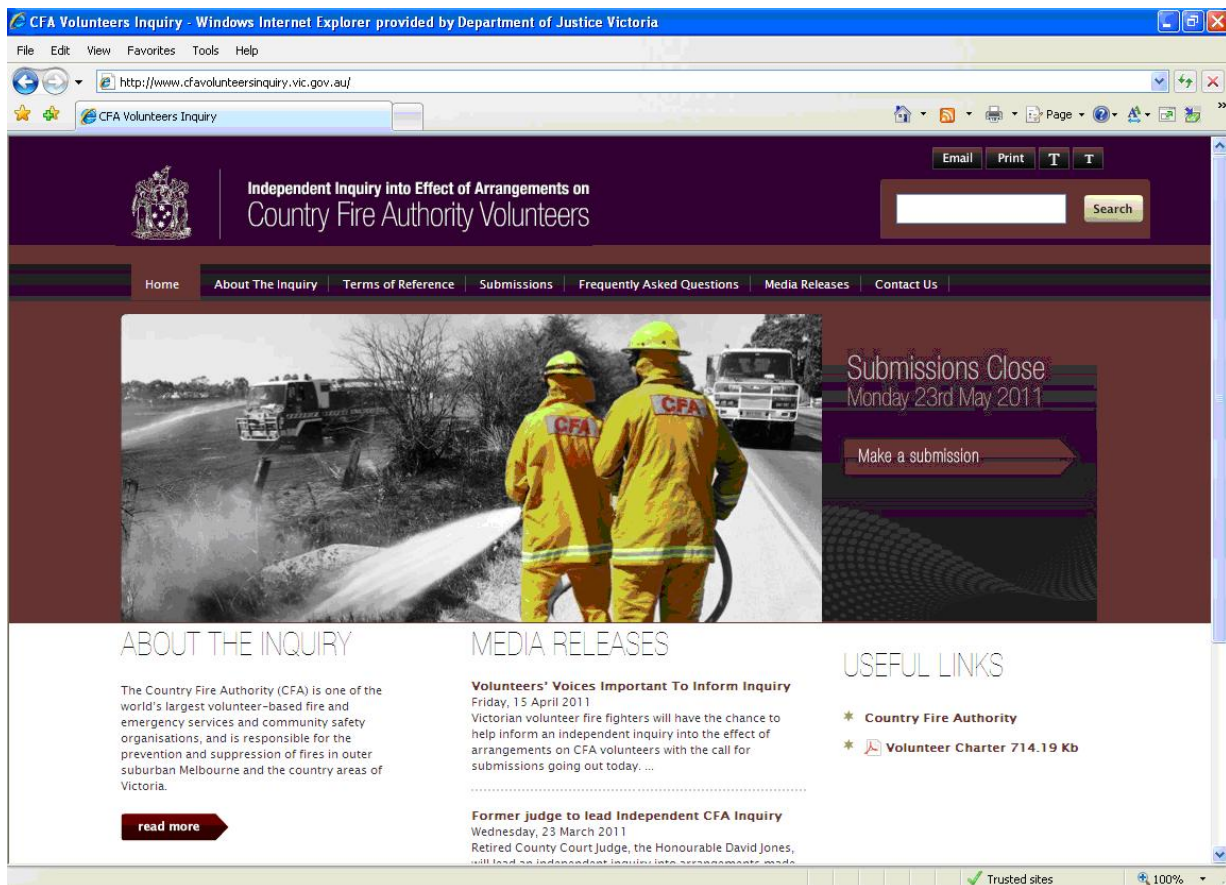 CFA Volunteers Inquiry - Windows Internet Explorer provided by Department of Justice Victoria
File Edit View Favorites Tools Help
http://www.cfavolunteersinquiry.vic.gov.au/
CFA Volunteers Inquiry
Page
Email Print T T
Independent Inquiry into Effect of Arrangements on
Country Fire Authority Volunteers
Search
Home About The Inquiry Terms of Reference Submissions Frequently Asked Questions Media Releases Contact Us
CFA
CFA
Submissions Close
Monday 23rd May 2011
Make a submission
ABOUT THE INQUIRY
The Country Fire Authority (CFA) is one of the
world's largest volunteer-based fire and
emergency services and community safety
organisations, and is responsible for the
prevention and suppression of fires in outer
suburban Melbourne and the country areas of
Victoria.
read more
MEDIA RELEASES
Volunteers' Voices Important To Inform Inquiry
Friday, 15 April 2011
Victorian volunteer fire fighters will have the chance to
help inform an independent inquiry into the effect of
arrangements on CFA volunteers with the call for
submissions going out today. ...
Former judge to lead Independent CFA Inquiry
Wednesday, 23 March 2011
Retired County Court Judge, the Honourable David Jones,
will lead an independent inquiry into arrangements made
USEFUL LINKS
Country Fire Authority
Volunteer Charter 714.19 Kb
Trusted sites 100%